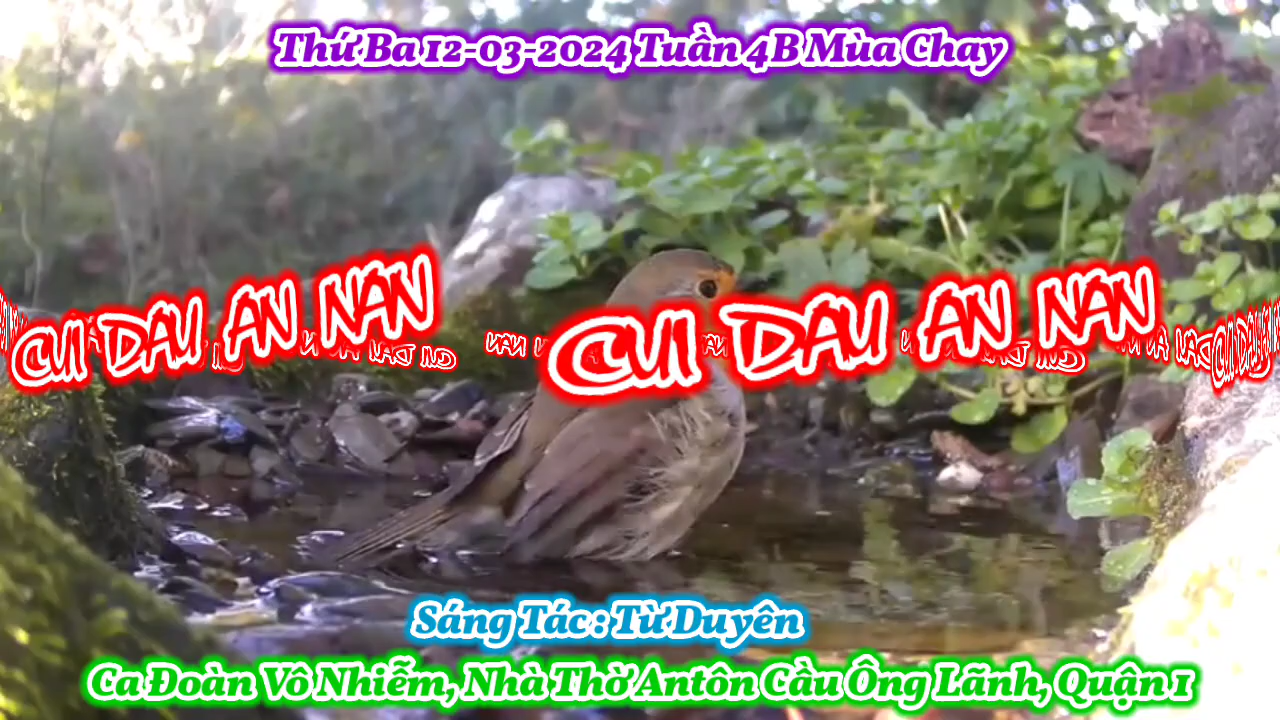 Thứ Ba 12-03-2024 Tuần 4B Mùa Chay
CUI DAU AN NAN
CUI DAU AN NAN
Sáng Tác : Từ Duyên
Ca Đoàn Vô Nhiễm, Nhà Thờ Antôn Cầu Ông Lãnh, Quận 1